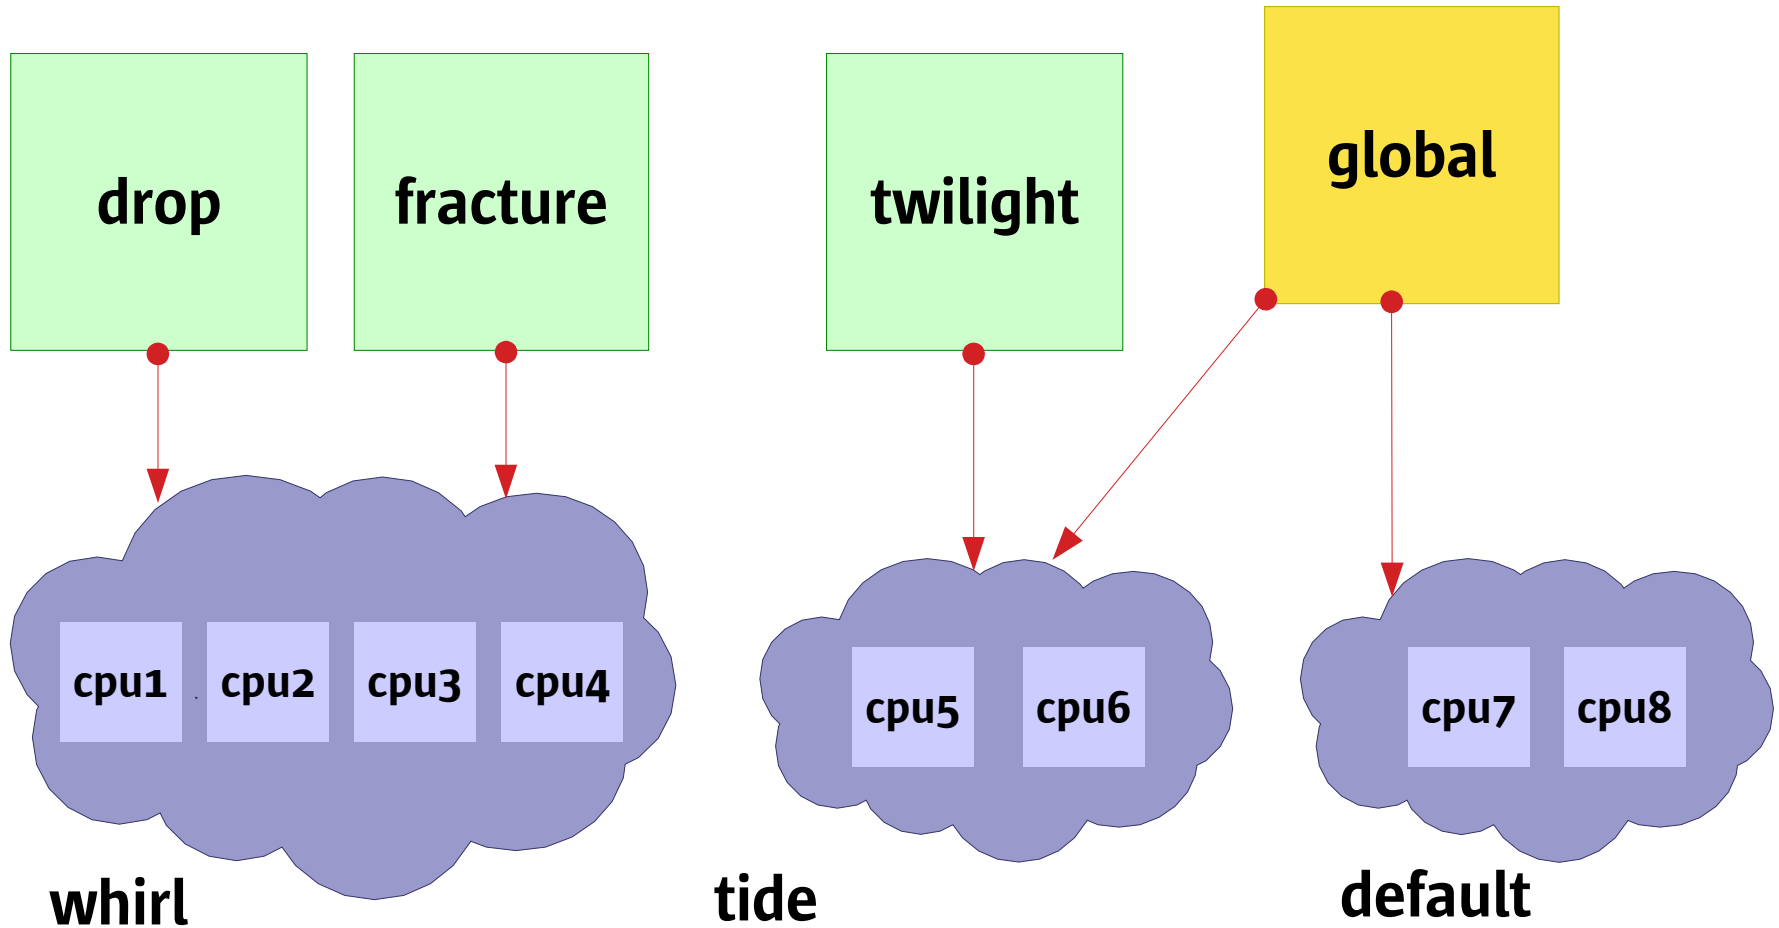 drop
fracture
twilight
global
cpu1
cpu2
cpu3
cpu4
cpu5
cpu6
cpu7
cpu8
whirl
tide
default